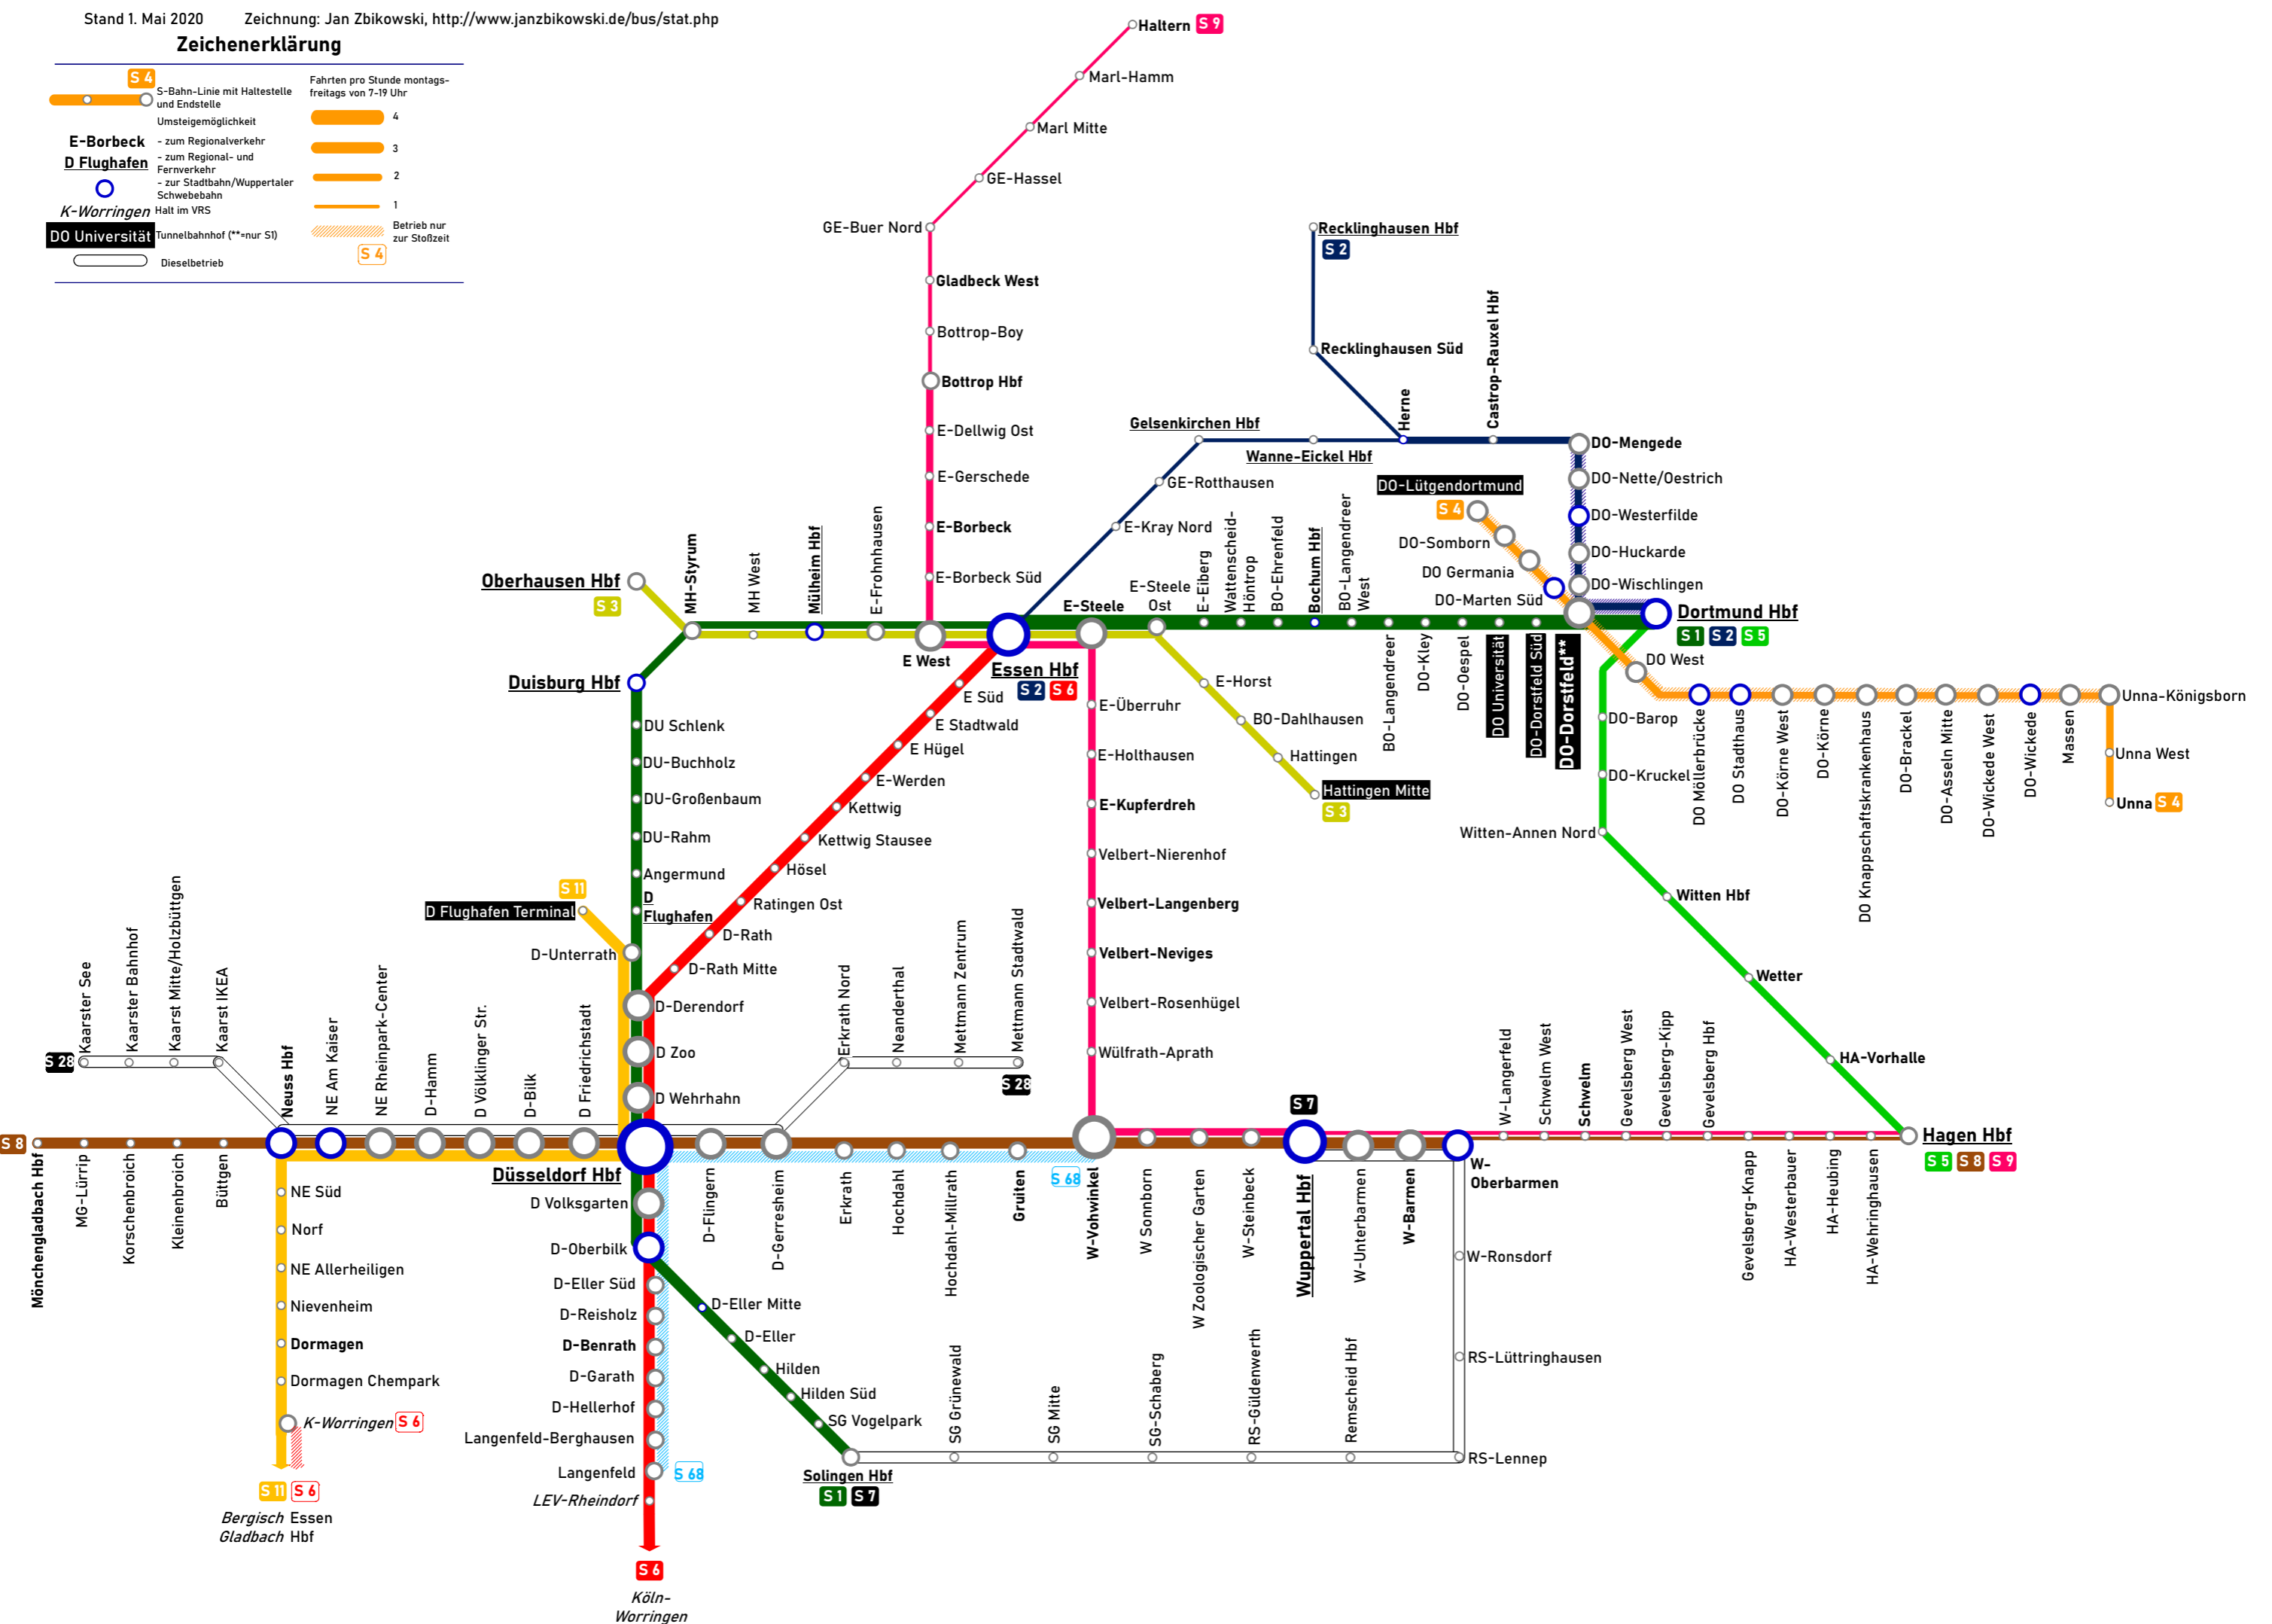 Stand 1. Mai 2020
Zeichnung: Jan Zbikowski, http://www.janzbikowski.de/bus/stat.php
Zeichenerklärung
S 4
S-Bahn-Linie mit Haltestelle
und Endstelle
Umsteigemöglichkeit
E-Borbeck
- zum Regionalverkehr
D Flughafen
- zum Regional- und
Fernverkehr
- zur Stadtbahn/Wuppertaler
Schwebebahn
K-Worringen
Halt im VRS
DO Universität
Tunnelbahnhof (**=nur S1)
Dieselbetrieb
Fahrten pro Stunde montags-
freitags von 7-19 Uhr
4
3
2
1
Betrieb nur
zur Stoßzeit
S 4
Haltern
S 9
Marl-Hamm
Marl Mitte
GE-Hassel
GE-Buer Nord
Gladbeck West
Bottrop-Boy
Bottrop Hbf
E-Dellwig Ost
E-Gerschede
E-Borbeck
E-Borbeck Süd
Recklinghausen Hbf
S 2
Recklinghausen Süd
Herne
Castrop-Rauxel Hbf
Gelsenkirchen Hbf
Wanne-Eickel Hbf
GE-Rotthausen
E-Kray Nord
DO-Mengede
DO-Nette/Oestrich
DO-Westerfilde
DO-Huckarde
DO-Wischlingen
DO-Lütgendortmund
S 4
DO-Somborn
DO Germania
DO-Marten Süd
Dortmund Hbf
S 1
S 2
S 5
Oberhausen Hbf
S 3
MH-Styrum
MH West
Mülheim Hbf
E-Frohnhausen
E West
Essen Hbf
S 2
S 6
E-Steele
E-Steele
Ost
E-Eiberg
Wattenscheid-
Höntrop
BO-Ehrenfeld
Bochum Hbf
BO-Langendreer
West
BO-Langendreer
DO-Kley
DO-Oespel
DO Universität
DO-Dorstfeld Süd
DO-Dorstfeld**
DO West
DO Möllerbrücke
DO Stadthaus
DO-Körne West
DO-Körne
DO Knappschaftskrankenhaus
DO-Brackel
DO-Asseln Mitte
DO-Wickede West
DO-Wickede
Massen
Unna-Königsborn
Unna West
Unna
S 4
DO-Barop
DO-Kruckel
Witten-Annen Nord
Witten Hbf
Wetter
HA-Vorhalle
Hagen Hbf
S 5
S 8
S 9
E-Horst
BO-Dahlhausen
Hattingen
Hattingen Mitte
S 3
Duisburg Hbf
DU Schlenk
DU-Buchholz
DU-Großenbaum
DU-Rahm
Angermund
D
Flughafen
S 11
D Flughafen Terminal
D-Unterrath
D-Derendorf
D Zoo
D Wehrhahn
E Süd
E Stadtwald
E Hügel
E-Werden
Kettwig
Kettwig Stausee
Hösel
Ratingen Ost
D-Rath
D-Rath Mitte
E-Überruhr
E-Holthausen
E-Kupferdreh
Velbert-Nierenhof
Velbert-Langenberg
Velbert-Neviges
Velbert-Rosenhügel
Wülfrath-Aprath
S 28
Kaarster See
Kaarster Bahnhof
Kaarst Mitte/Holzbüttgen
Kaarst IKEA
Neuss Hbf
NE Am Kaiser
NE Rheinpark-Center
D-Hamm
D Völklinger Str.
D-Bilk
D Friedrichstadt
Düsseldorf Hbf
Erkrath Nord
Neanderthal
Mettmann Zentrum
Mettmann Stadtwald
S 28
S 8
Mönchengladbach Hbf
MG-Lürrip
Korschenbroich
Kleinenbroich
Büttgen
D-Flingern
D-Gerresheim
Erkrath
Hochdahl
Hochdahl-Millrath
Gruiten
S 68
W-Vohwinkel
W Sonnborn
W Zoologischer Garten
W-Steinbeck
S 7
Wuppertal Hbf
W-Unterbarmen
W-Barmen
W-
Oberbarmen
W-Langerfeld
Schwelm West
Schwelm
Gevelsberg West
Gevelsberg-Kipp
Gevelsberg Hbf
Gevelsberg-Knapp
HA-Westerbauer
HA-Heubing
HA-Wehringhausen
NE Süd
Norf
NE Allerheiligen
Nievenheim
Dormagen
Dormagen Chempark
K-Worringen
S 6
S 11
S 6
Bergisch
Gladbach
Essen
Hbf
D Volksgarten
D-Oberbilk
D-Eller Süd
D-Reisholz
D-Benrath
D-Garath
D-Hellerhof
Langenfeld-Berghausen
Langenfeld
S 68
LEV-Rheindorf
S 6
Köln-
Worringen
D-Eller Mitte
D-Eller
Hilden
Hilden Süd
SG Vogelpark
Solingen Hbf
S 1
S 7
SG Grünewald
SG Mitte
SG-Schaberg
RS-Güldenwerth
Remscheid Hbf
RS-Lennep
RS-Lüttringhausen
W-Ronsdorf